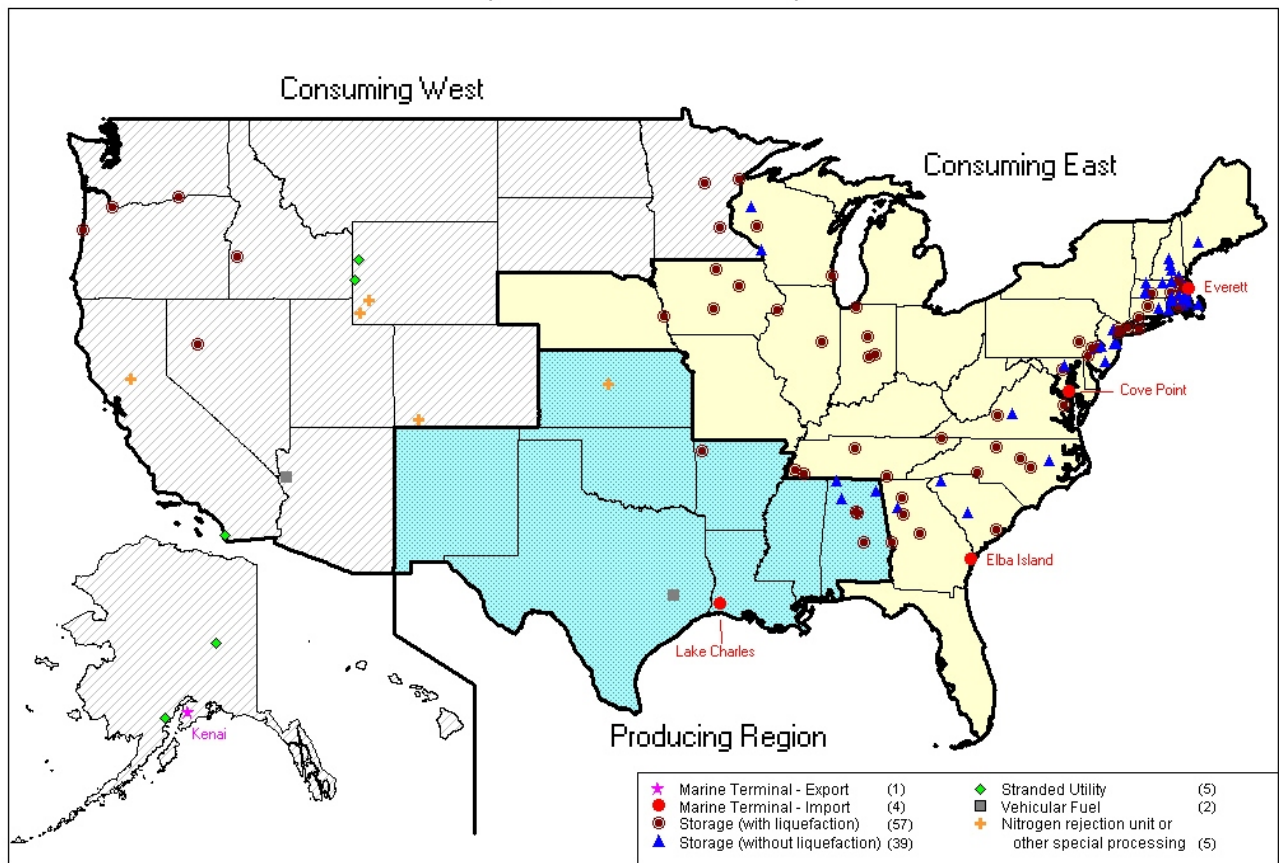 Consuming West
Consuming East
Everett
Cove Point
Elba Island
Lake Charles
Kenai
Producing Region
Marine Terminal - Export (1)
Marine Terminal - Import (4)
Storage (with liquefaction) (57)
Storage (without liquefaction) (39)
Stranded Utility (5)
Vehicular Fuel (2)
Nitrogen rejection unit or
other special processing (5)